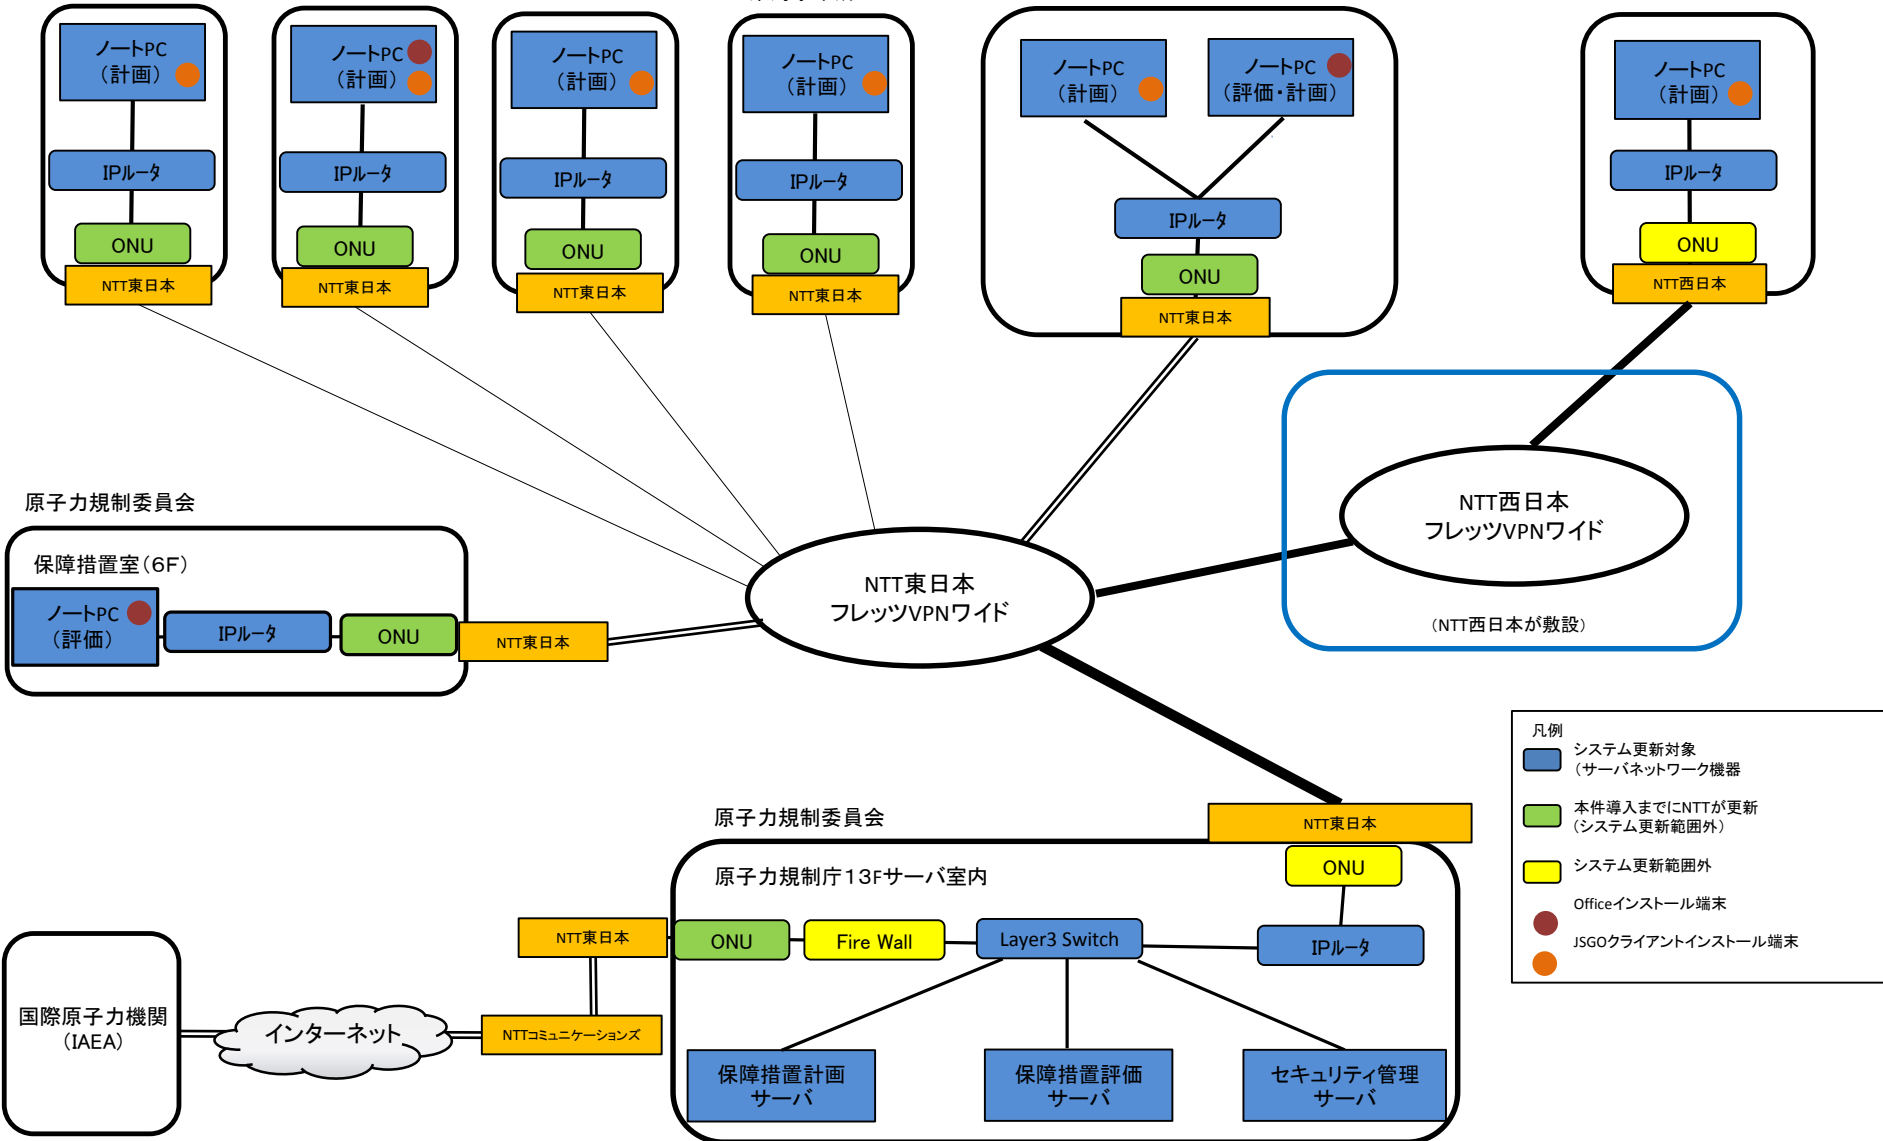 ノートPC
（計画）
IPルータ
ONU
NTT東日本
ノートPC
（計画）
IPルータ
ONU
NTT東日本
ノートPC
（計画）
IPルータ
ONU
NTT東日本
ノートPC
（計画）
IPルータ
ONU
NTT東日本
ノートPC
（計画）
ノートPC
（評価・計画）
IPルータ
ONU
NTT東日本
ノートPC
（計画）
IPルータ
ONU
NTT西日本
NTT西日本
フレッツVPNワイド
（NTT西日本が敷設）
原子力規制委員会
保障措置室（6F）
ノートPC
（評価）
IPルータ
ONU
NTT東日本
NTT東日本
フレッツVPNワイド
凡例
システム更新対象
（サーバネットワーク機器
本件導入までにNTTが更新
（システム更新範囲外）
システム更新範囲外
Officeインストール端末
JSGOクライアントインストール端末
原子力規制委員会
NTT東日本
原子力規制庁13Fサーバ室内
ONU
NTT東日本
ONU
Fire Wall
Layer3 Switch
IPルータ
国際原子力機関
（IAEA）
インターネット
NTTコミュニケーションズ
保障措置計画
サーバ
保障措置評価
サーバ
セキュリティ管理
サーバ